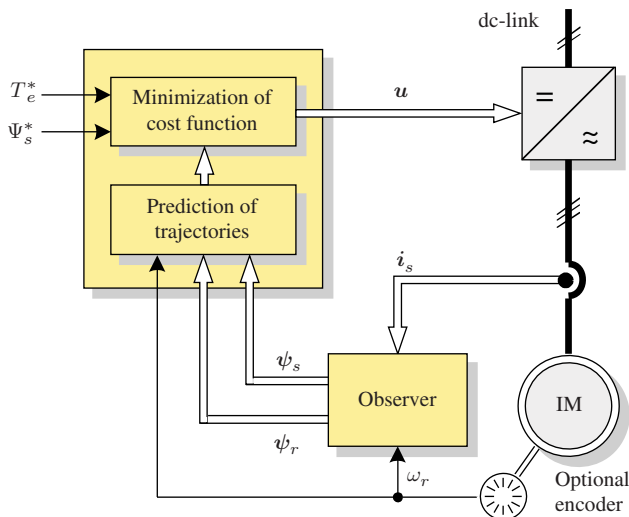 dc-link
T_e^*
Ψ_s^*
Minimization of
cost function
u
=
≈
Prediction of
trajectories
i_s
ψ_s
ψ_r
Observer
IM
ω_r
Optional
encoder